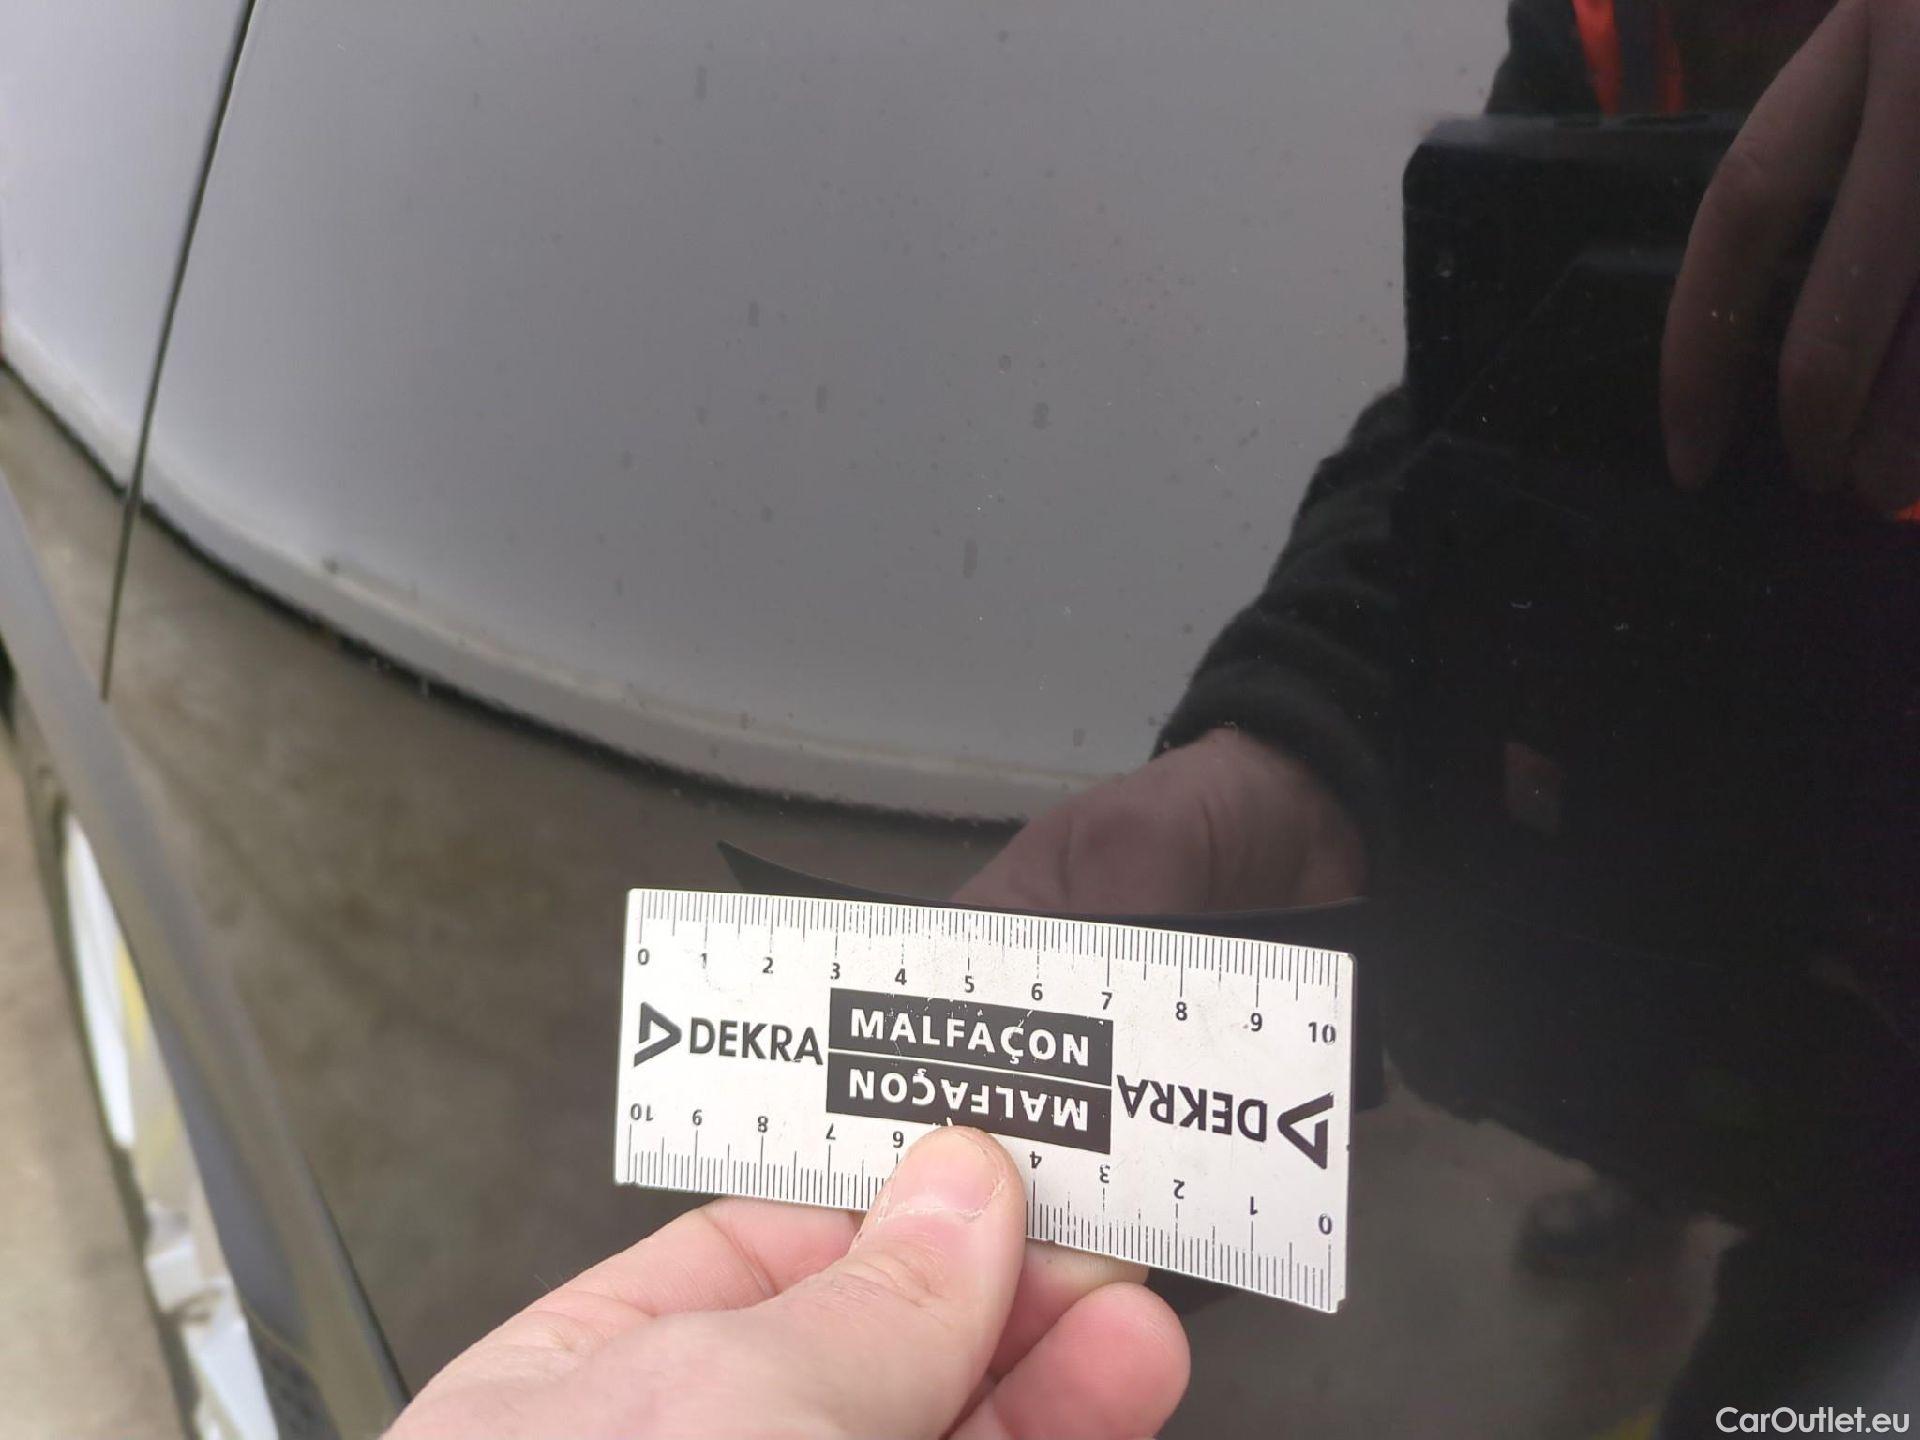 0 1 2 3 4 5 6 7 8 9 10
DEKRA MALFAÇON
MALFAÇON DEKRA
10 9 8 7 6 4 3 2 1 0
CarOutlet.eu